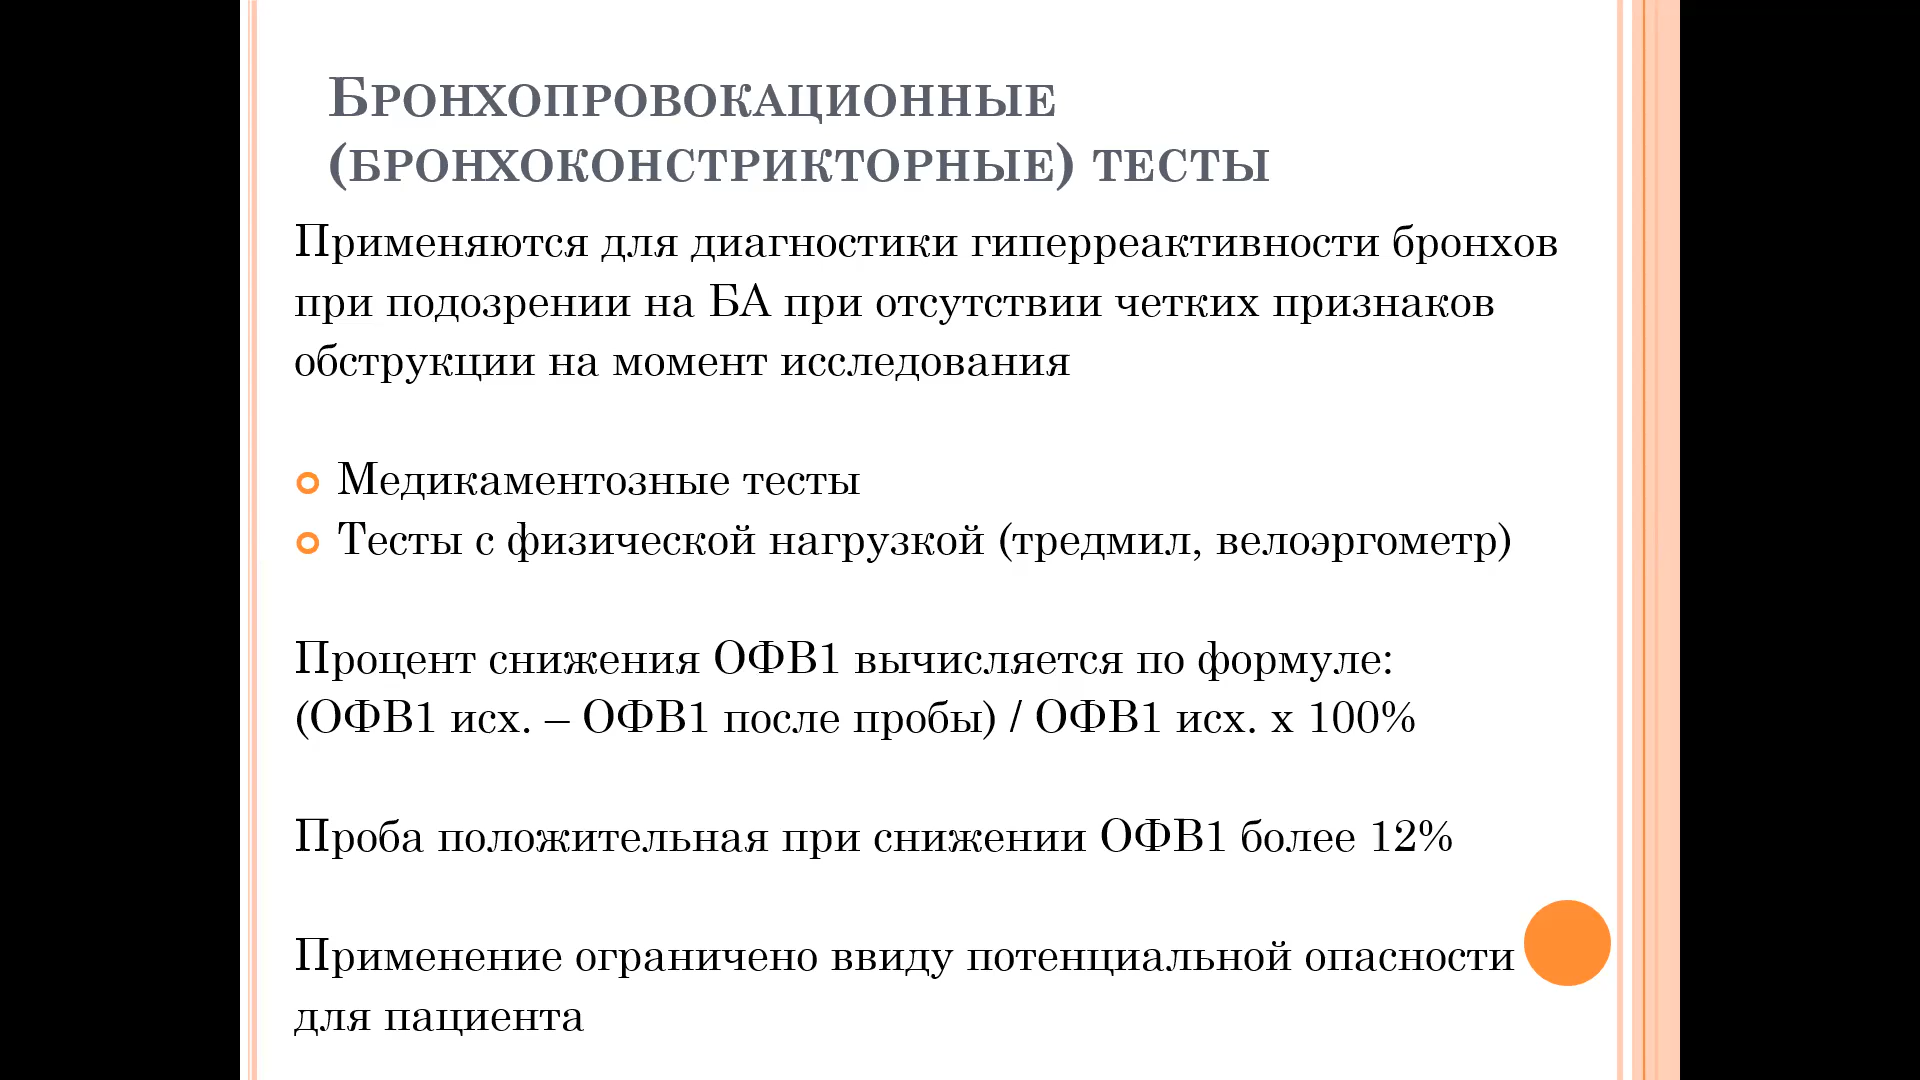 Бронхопровокационные
(бронхоконстрикторные) тесты
Применяются для диагностики гиперреактивности бронхов
при подозрении на БА при отсутствии четких признаков
обструкции на момент исследования
Медикаментозные тесты
Тесты с физической нагрузкой (тредмил, велоэргометр)
Процент снижения ОФВ1 вычисляется по формуле:
(ОФВ1 исх. – ОФВ1 после пробы) / ОФВ1 исх. х 100%
Проба положительная при снижении ОФВ1 более 12%
Применение ограничено ввиду потенциальной опасности
для пациента